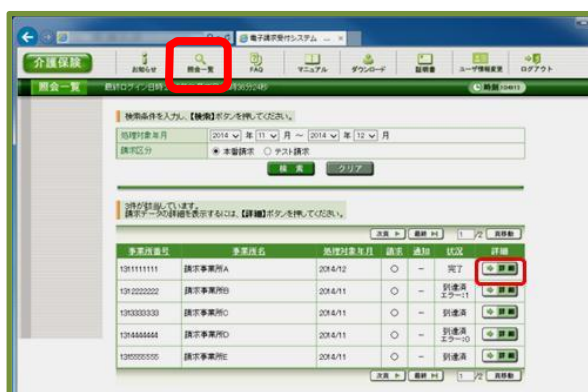 電子請求受付システム ...
介護保険
お知らせ
照会一覧
FAQ
マニュアル
ダウンロード
証明書
ユーザ情報変更
ログアウト
照会一覧
検索条件を入力し、【検索】ボタンを押してください。
処理対象年月 2014 年 11 月 ～ 2014 年 12 月
請求区分 本番請求 テスト請求
検索 クリア
3件が該当しています。
請求データの詳細を表示するには、【詳細】ボタンを押してください。
次頁 最終 1 /2 頁移動
事業所番号 事業所名 処理対象年月 請求 通知 状況 詳細
1311111111 請求事業所A 2014/12 ○ － 完了 詳細
1312222222 請求事業所B 2014/11 ○ － 到達済 エラー:1 詳細
1313333333 請求事業所C 2014/11 ○ － 到達済 詳細
1314444444 請求事業所D 2014/11 ○ － 到達済 エラー:0 詳細
1315555555 請求事業所E 2014/11 ○ － 到達済 詳細
次頁 最終 1 /2 頁移動